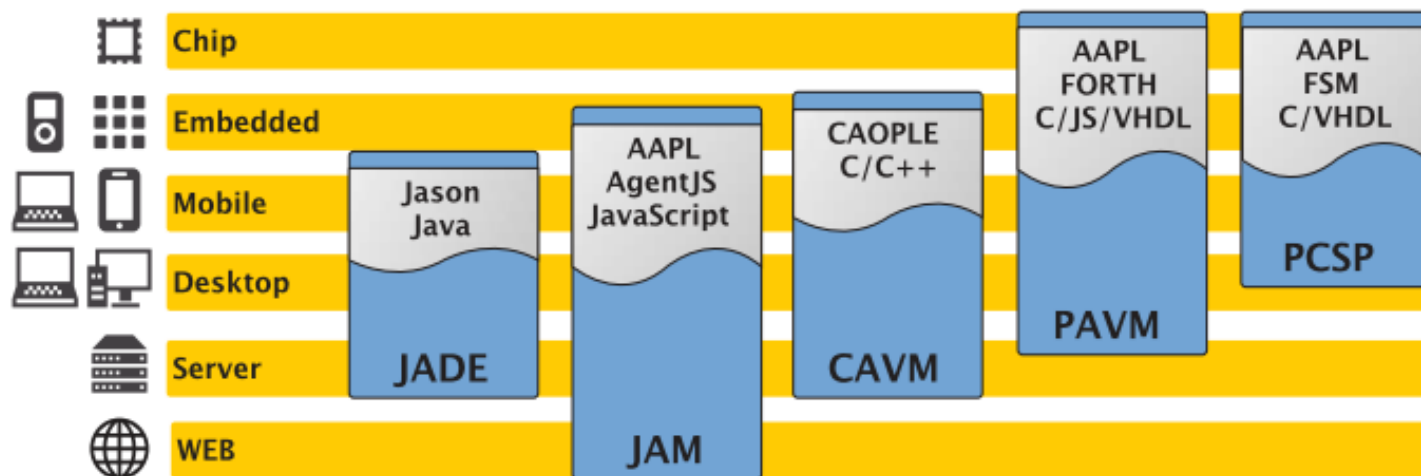 Chip
Embedded
Mobile
Desktop
Server
WEB
Jason
Java
JADE
AAPL
AgentJS
JavaScript
JAM
CAOPLE
C/C++
CAVM
AAPL
FORTH
C/JS/VHDL
PAVM
AAPL
FSM
C/VHDL
PCSP